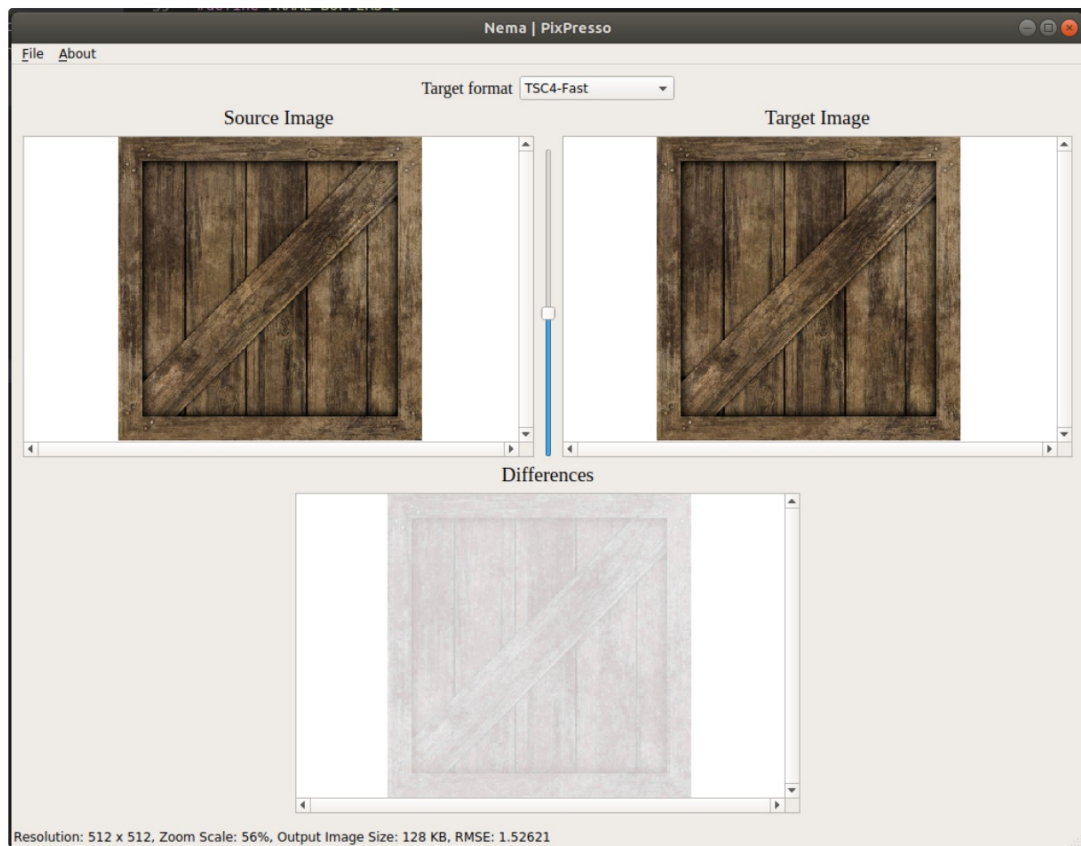 Nema | PixPresso
File About
Target format TSC4-Fast
Source Image
Target Image
Differences
Resolution: 512 x 512, Zoom Scale: 56%, Output Image Size: 128 KB, RMSE: 1.52621